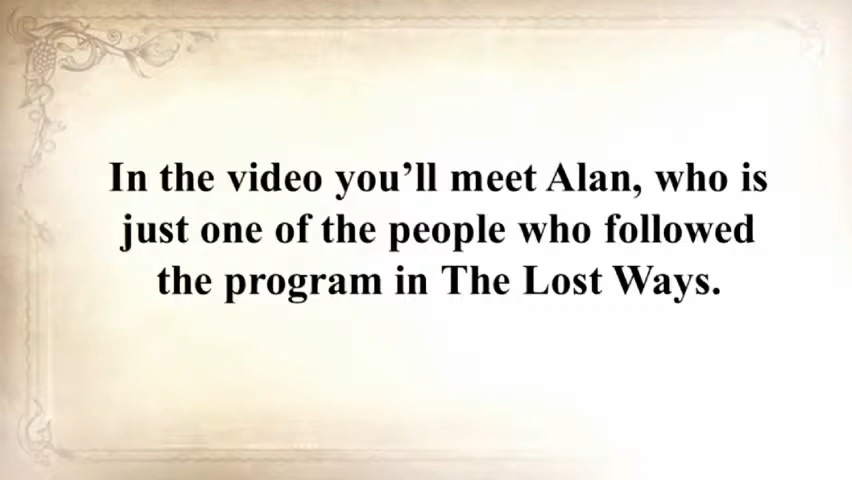 In the video you’ll meet Alan, who is
just one of the people who followed
the program in The Lost Ways.